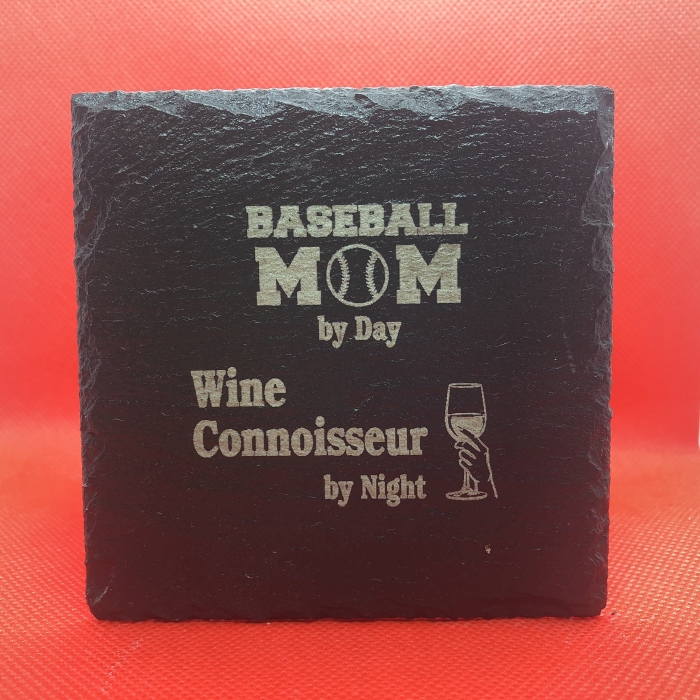 BASEBALL
MOM
by Day
Wine
Connoisseur
by Night